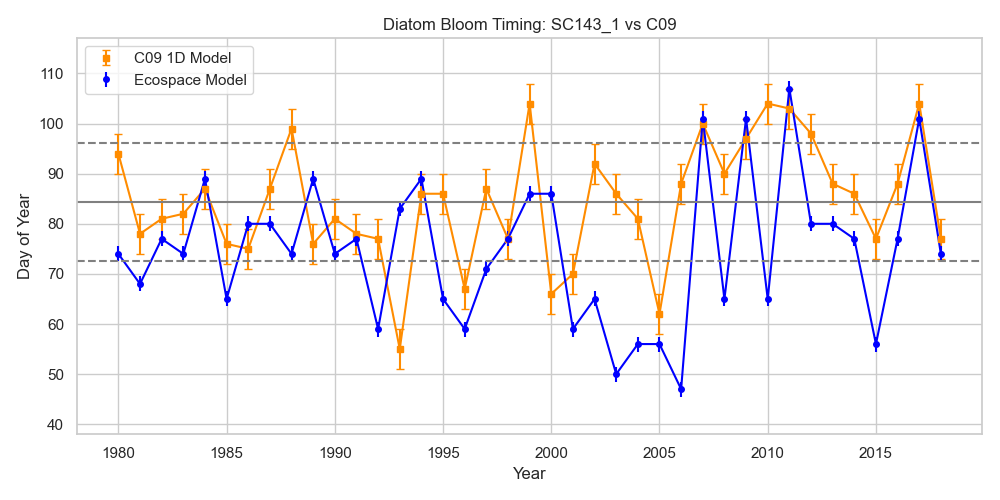 Diatom Bloom Timing: SC143_1 vs C09
C09 1D Model
Ecospace Model
Day of Year
110
100
90
80
70
60
50
40
1980 1985 1990 1995 2000 2005 2010 2015
Year